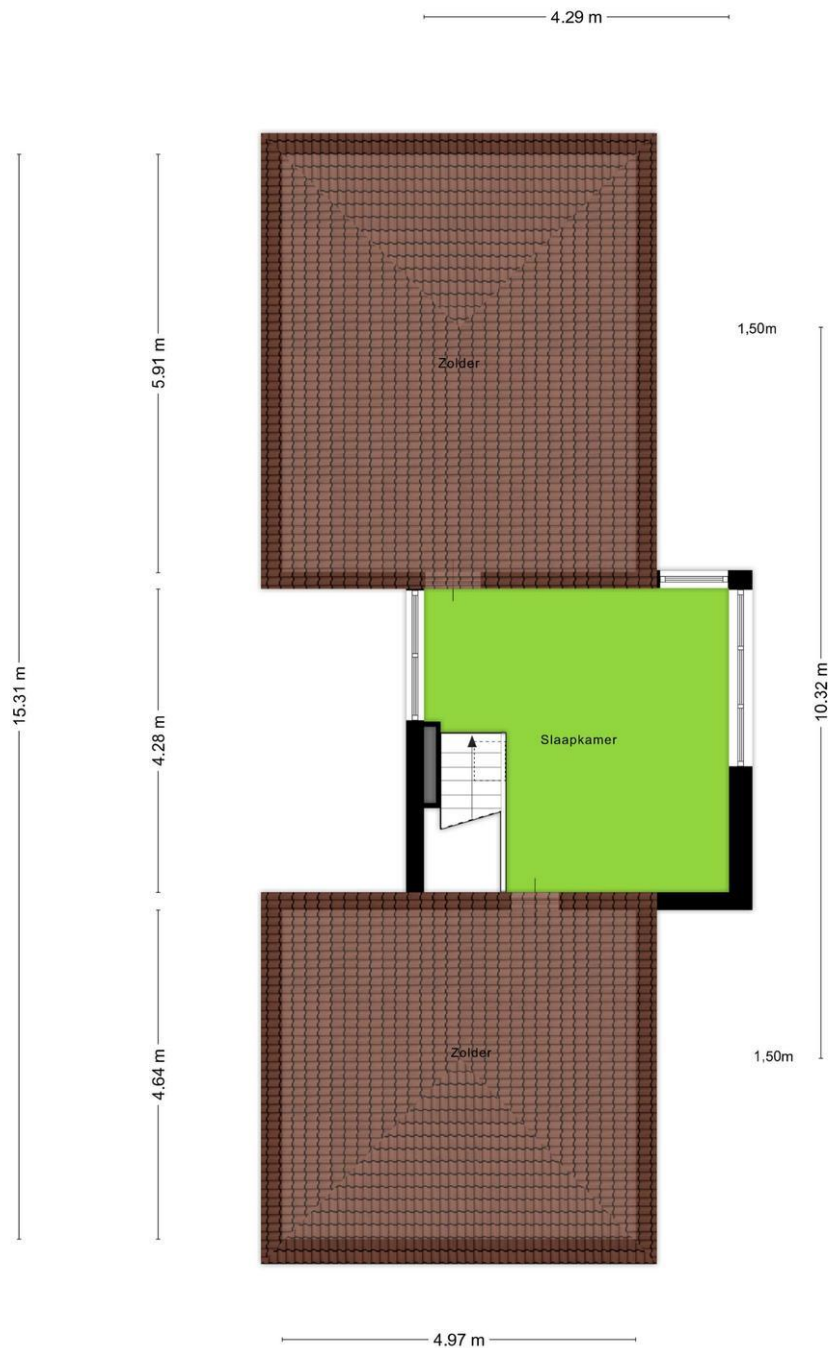 4.29 m
1,50m
5.91 m
Zolder
15.31 m
4.28 m
Slaapkamer
10.32 m
4.64 m
Zolder
1,50m
4.97 m